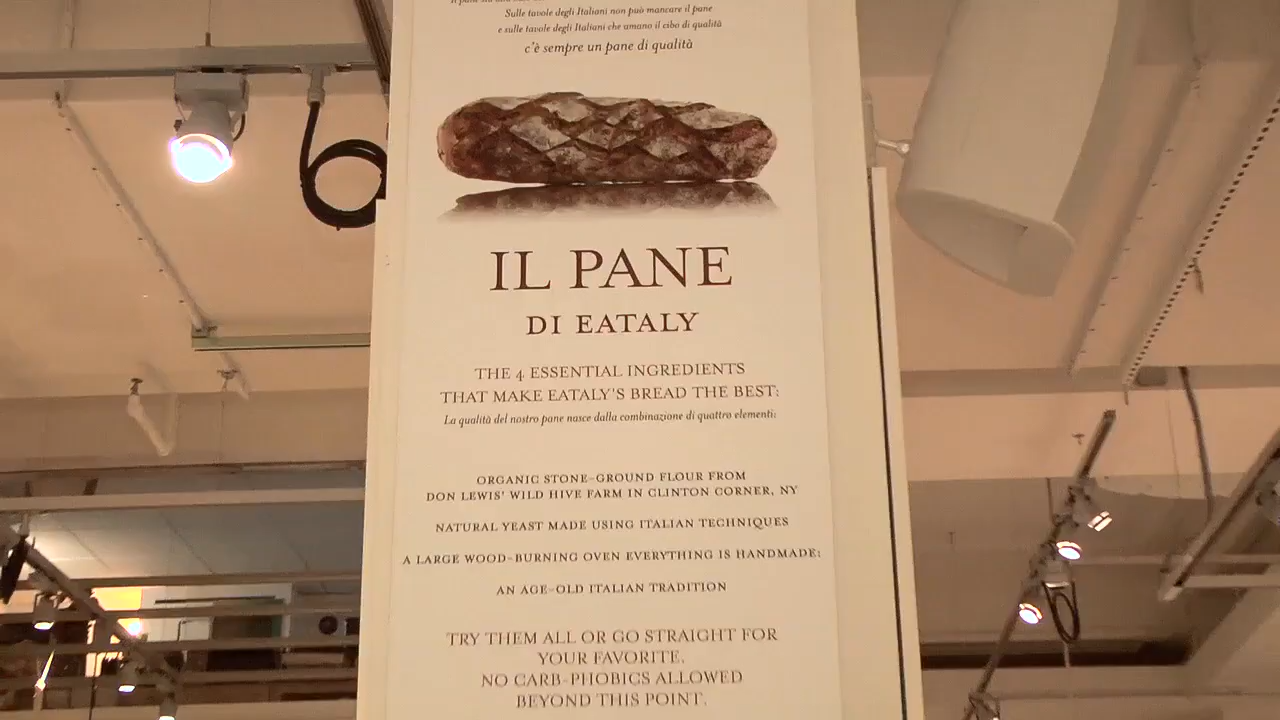 Sulle tavole degli Italiani non può mancare il pane
e sulle tavole degli Italiani che amano il cibo di qualità
c'è sempre un pane di qualità
IL PANE
DI EATALY
THE 4 ESSENTIAL INGREDIENTS
THAT MAKE EATALY'S BREAD THE BEST:
La qualità del nostro pane nasce dalla combinazione di quattro elementi:
ORGANIC STONE-GROUND FLOUR FROM
DON LEWIS' WILD HIVE FARM IN CLINTON CORNER, NY
NATURAL YEAST MADE USING ITALIAN TECHNIQUES
A LARGE WOOD-BURNING OVEN EVERYTHING IS HANDMADE:
AN AGE-OLD ITALIAN TRADITION
TRY THEM ALL OR GO STRAIGHT FOR
YOUR FAVORITE.
NO CARB-PHOBICS ALLOWED
BEYOND THIS POINT.